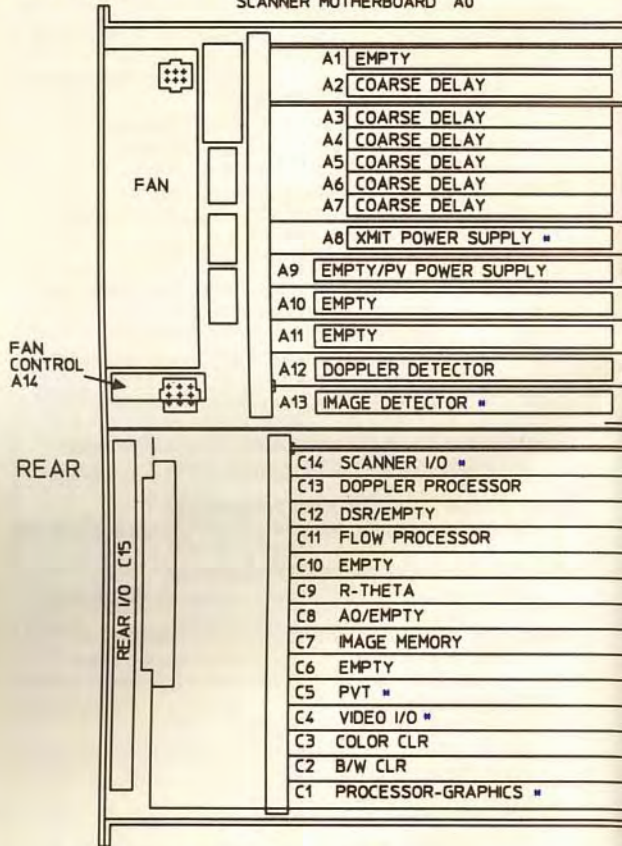 SCANNER MOTHERBOARD A0
A1 EMPTY
A2 COARSE DELAY
A3 COARSE DELAY
A4 COARSE DELAY
A5 COARSE DELAY
A6 COARSE DELAY
A7 COARSE DELAY
FAN
A8 XMIT POWER SUPPLY *
A9 EMPTY/PV POWER SUPPLY
A10 EMPTY
A11 EMPTY
FAN
CONTROL
A14
A12 DOPPLER DETECTOR
A13 IMAGE DETECTOR *
REAR
REAR I/O C15
C14 SCANNER I/O *
C13 DOPPLER PROCESSOR
C12 DSR/EMPTY
C11 FLOW PROCESSOR
C10 EMPTY
C9 R-THETA
C8 AQ/EMPTY
C7 IMAGE MEMORY
C6 EMPTY
C5 PVT *
C4 VIDEO I/O *
C3 COLOR CLR
C2 B/W CLR
C1 PROCESSOR-GRAPHICS *